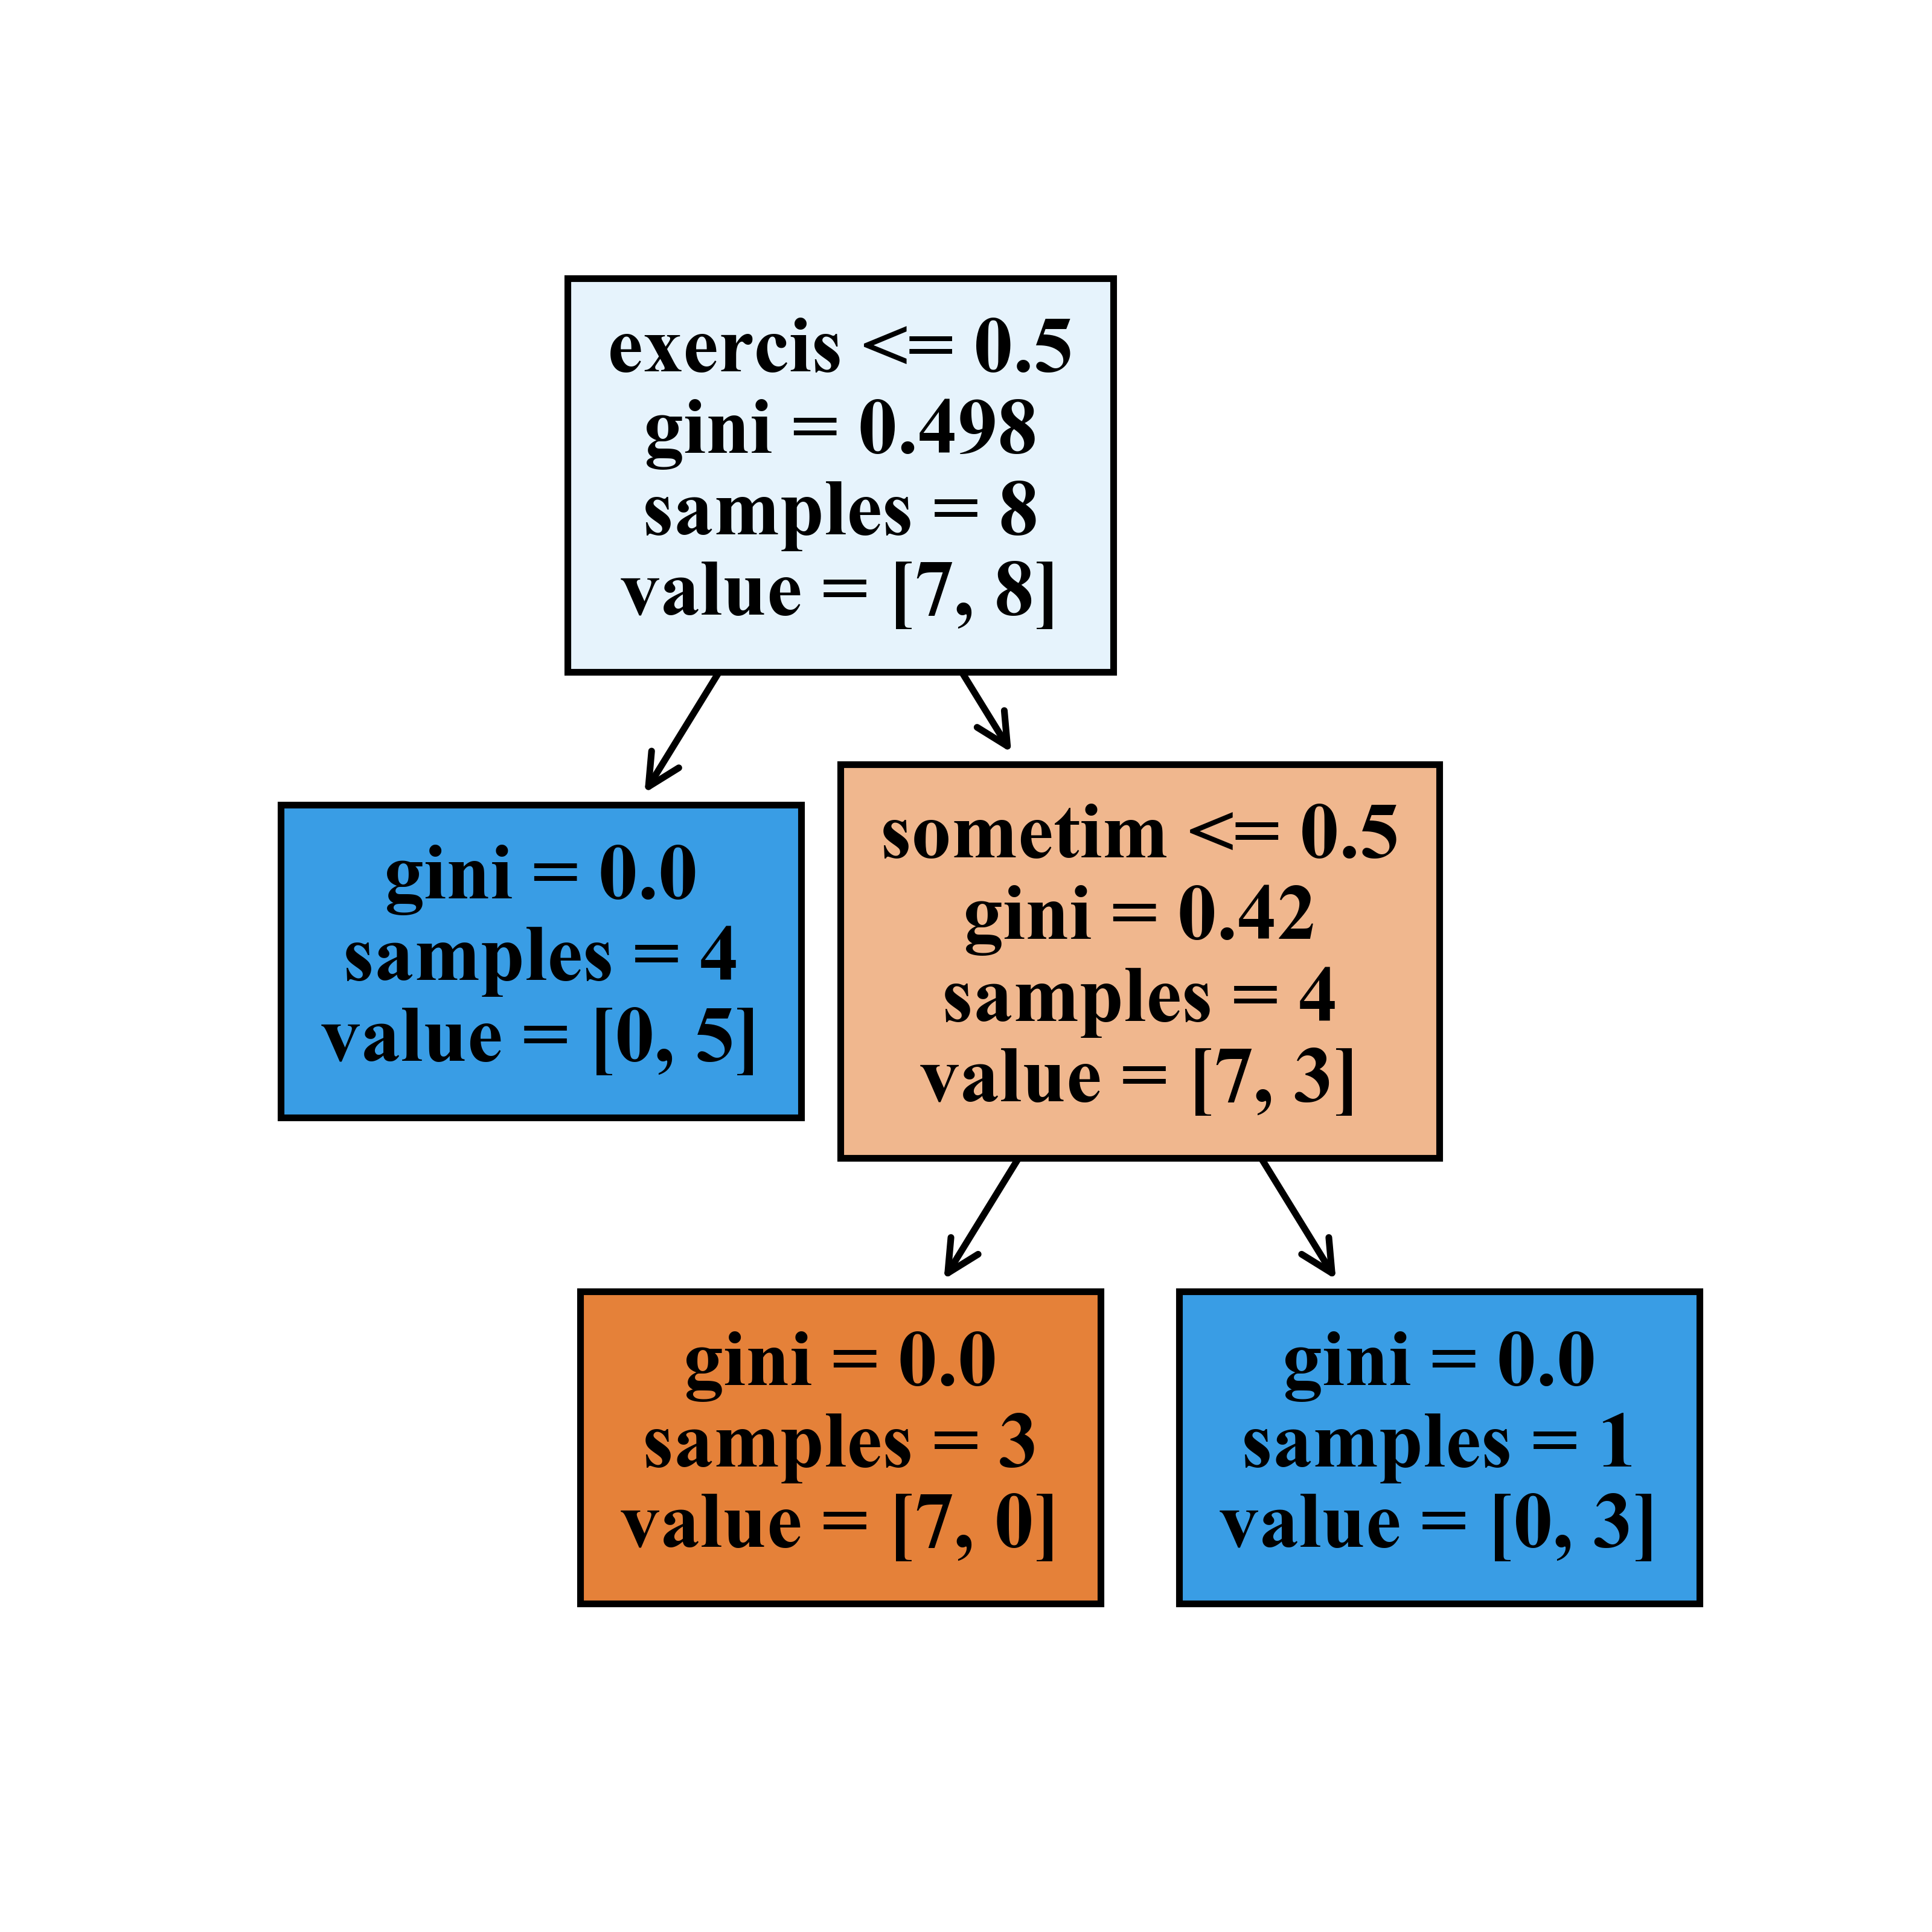 exercis <= 0.5
gini = 0.498
samples = 8
value = [7, 8]
gini = 0.0
samples = 4
value = [0, 5]
sometim <= 0.5
gini = 0.42
samples = 4
value = [7, 3]
gini = 0.0
samples = 3
value = [7, 0]
gini = 0.0
samples = 1
value = [0, 3]